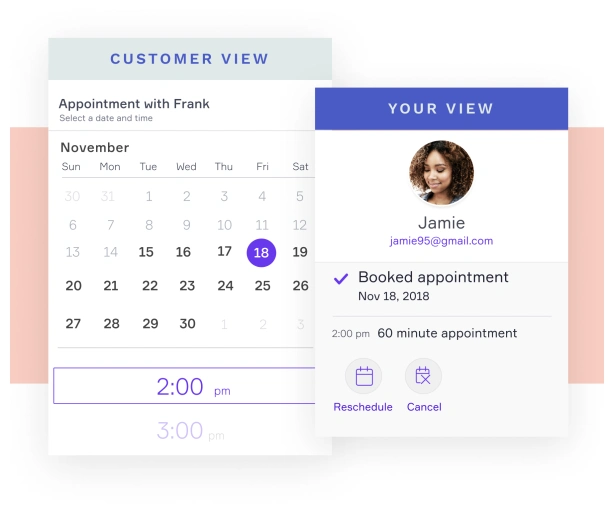 CUSTOMER VIEW
Appointment with Frank
Select a date and time
November
Sun Mon Tue Wed Thu Fri Sat
30 31 1 2 3 4 5
6 7 8 9 10 11 12
13 14 15 16 17 18 19
20 21 22 23 24 25 26
27 28 29 30 1 2 3
2:00 pm
3:00 pm
YOUR VIEW
Jamie
jamie95@gmail.com
Booked appointment
Nov 18, 2018
2:00 pm 60 minute appointment
Reschedule Cancel